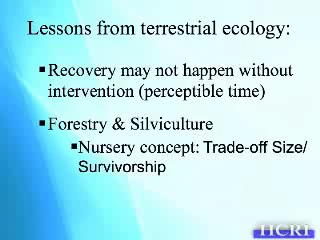 Lessons from terrestrial ecology:
▪Recovery may not happen without
intervention (perceptible time)
▪Forestry & Silviculture
▪Nursery concept: Trade-off Size/
Survivorship
HCRI